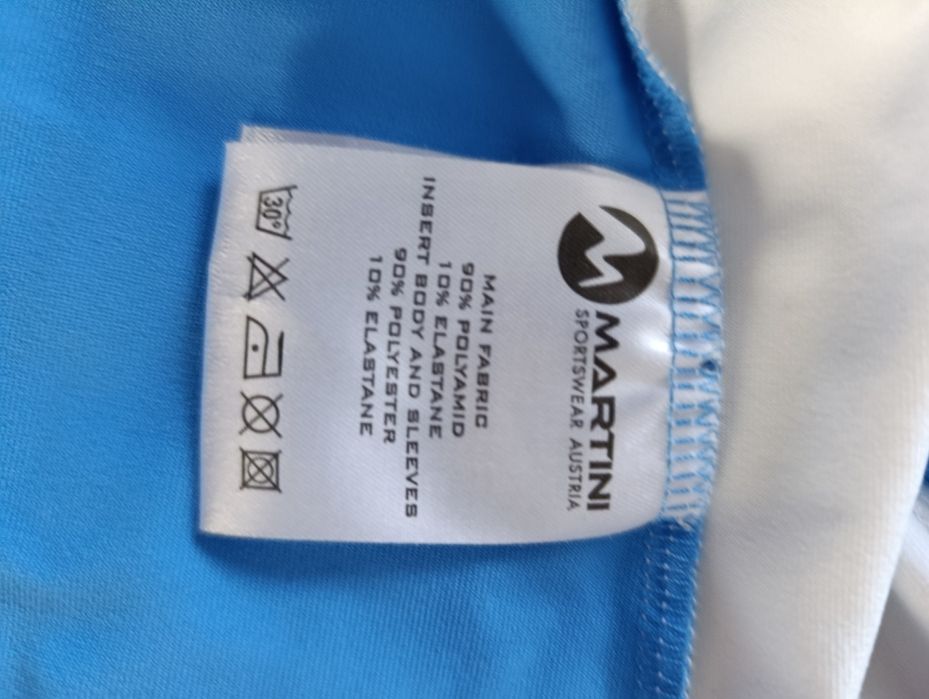 MARTINI
SPORTSWEAR AUSTRIA
MAIN FABRIC
90% POLYAMID
10% ELASTANE
INSERT BODY AND SLEEVES
90% POLYESTER
10% ELASTANE
30°